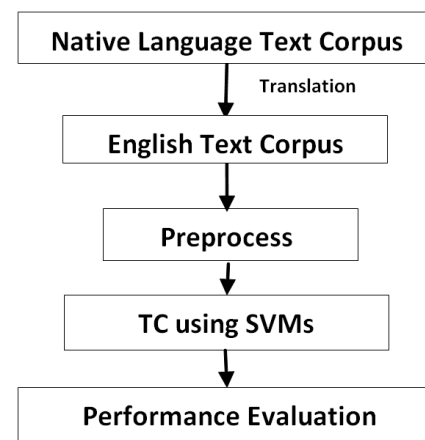 Native Language Text Corpus
Translation
English Text Corpus
Preprocess
TC using SVMs
Performance Evaluation